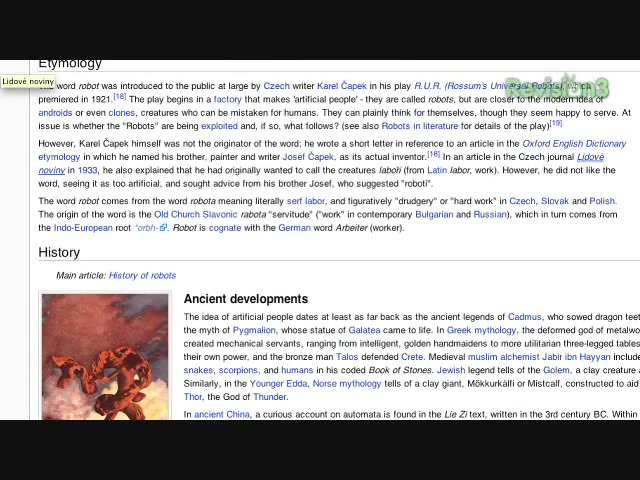 Etymology
Lidové noviny
The word robot was introduced to the public at large by Czech writer Karel Čapek in his play R.U.R. (Rossum's Universal Robots), which
Revision3
premiered in 1921.[18] The play begins in a factory that makes 'artificial people' - they are called robots, but are closer to the modern idea of
androids or even clones, creatures who can be mistaken for humans. They can plainly think for themselves, though they seem happy to serve. At
issue is whether the "Robots" are being exploited and, if so, what follows? (see also Robots in literature for details of the play)[19]
However, Karel Čapek himself was not the originator of the word; he wrote a short letter in reference to an article in the Oxford English Dictionary
etymology in which he named his brother, painter and writer Josef Čapek, as its actual inventor.[18] In an article in the Czech journal Lidové
noviny in 1933, he also explained that he had originally wanted to call the creatures laboři (from Latin labor, work). However, he did not like the
word, seeing it as too artificial, and sought advice from his brother Josef, who suggested "roboti".
The word robot comes from the word robota meaning literally serf labor, and figuratively "drudgery" or "hard work" in Czech, Slovak and Polish.
The origin of the word is the Old Church Slavonic rabota "servitude" ("work" in contemporary Bulgarian and Russian), which in turn comes from
the Indo-European root *orbh-. Robot is cognate with the German word Arbeiter (worker).
History
Main article: History of robots
Ancient developments
The idea of artificial people dates at least as far back as the ancient legends of Cadmus, who sowed dragon teet
the myth of Pygmalion, whose statue of Galatea came to life. In Greek mythology, the deformed god of metalwo
created mechanical servants, ranging from intelligent, golden handmaidens to more utilitarian three-legged tables
their own power, and the bronze man Talos defended Crete. Medieval muslim alchemist Jabir ibn Hayyan include
snakes, scorpions, and humans in his coded Book of Stones. Jewish legend tells of the Golem, a clay creature a
Similarly, in the Younger Edda, Norse mythology tells of a clay giant, Mökkurkálfi or Mistcalf, constructed to aid
Thor, the God of Thunder.
In ancient China, a curious account on automata is found in the Lie Zi text, written in the 3rd century BC. Within